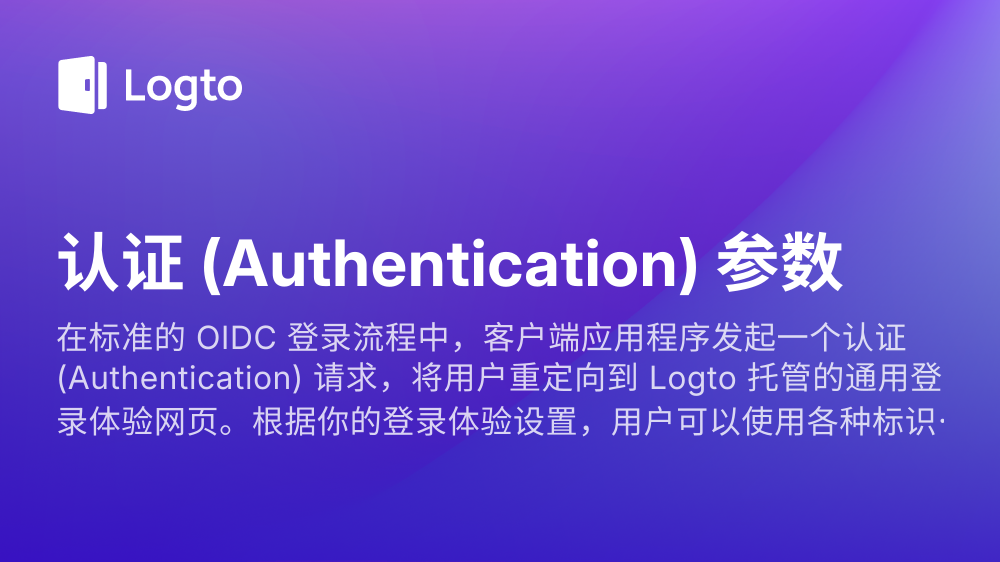 Logto
认证 (Authentication) 参数
在标准的 OIDC 登录流程中，客户端应用程序发起一个认证
(Authentication) 请求，将用户重定向到 Logto 托管的通用登
录体验网页。根据你的登录体验设置，用户可以使用各种标识·